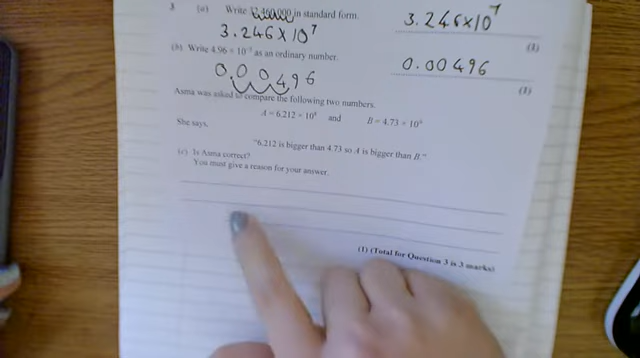 3 (a) Write 32 460 000 in standard form.
3.246×10⁷
3.246×10⁷
(1)
(b) Write 4.96 × 10⁻³ as an ordinary number.
0.00496
0.00496
(1)
Asma was asked to compare the following two numbers.
A = 6.212 × 10⁸ and B = 4.73 × 10⁹
She says,
"6.212 is bigger than 4.73 so A is bigger than B."
(c) Is Asma correct?
You must give a reason for your answer.
(1) (Total for Question 3 is 3 marks)